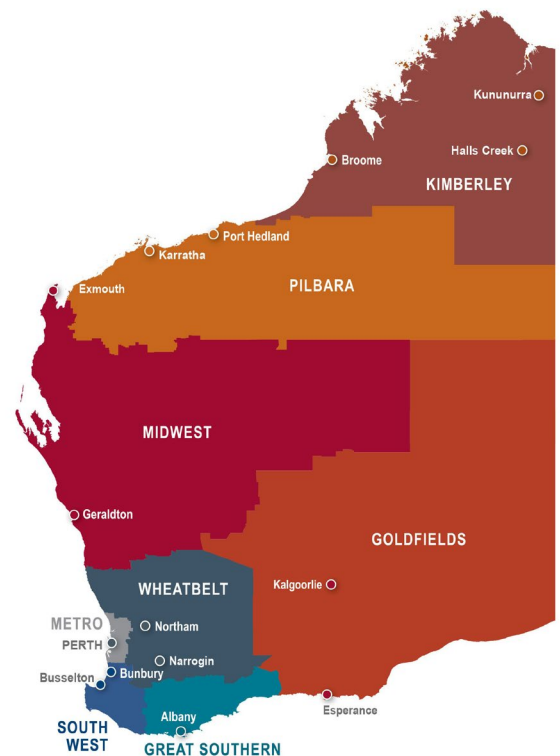 Kununurra
Halls Creek
Broome
KIMBERLEY
Port Hedland
Karratha
Exmouth
PILBARA
MIDWEST
Geraldton
GOLDFIELDS
Kalgoorlie
WHEATBELT
METRO
Northam
PERTH
Narrogin
Busselton
Bunbury
Esperance
Albany
SOUTH
WEST
GREAT SOUTHERN